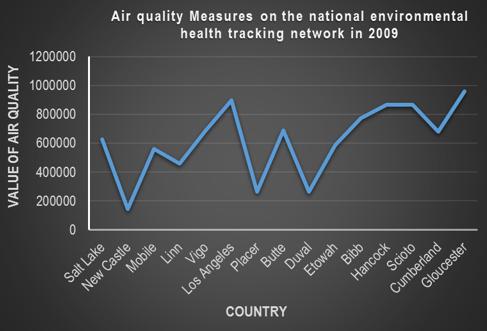 Air quality Measures on the national environmental
health tracking network in 2009
VALUE OF AIR QUALITY
1200000
1000000
800000
600000
400000
200000
0
Salt Lake
New Castle
Mobile
Linn
Vigo
Los Angeles
Placer
Butte
Duval
Etowah
Bibb
Hancock
Scioto
Cumberland
Gloucester
COUNTRY